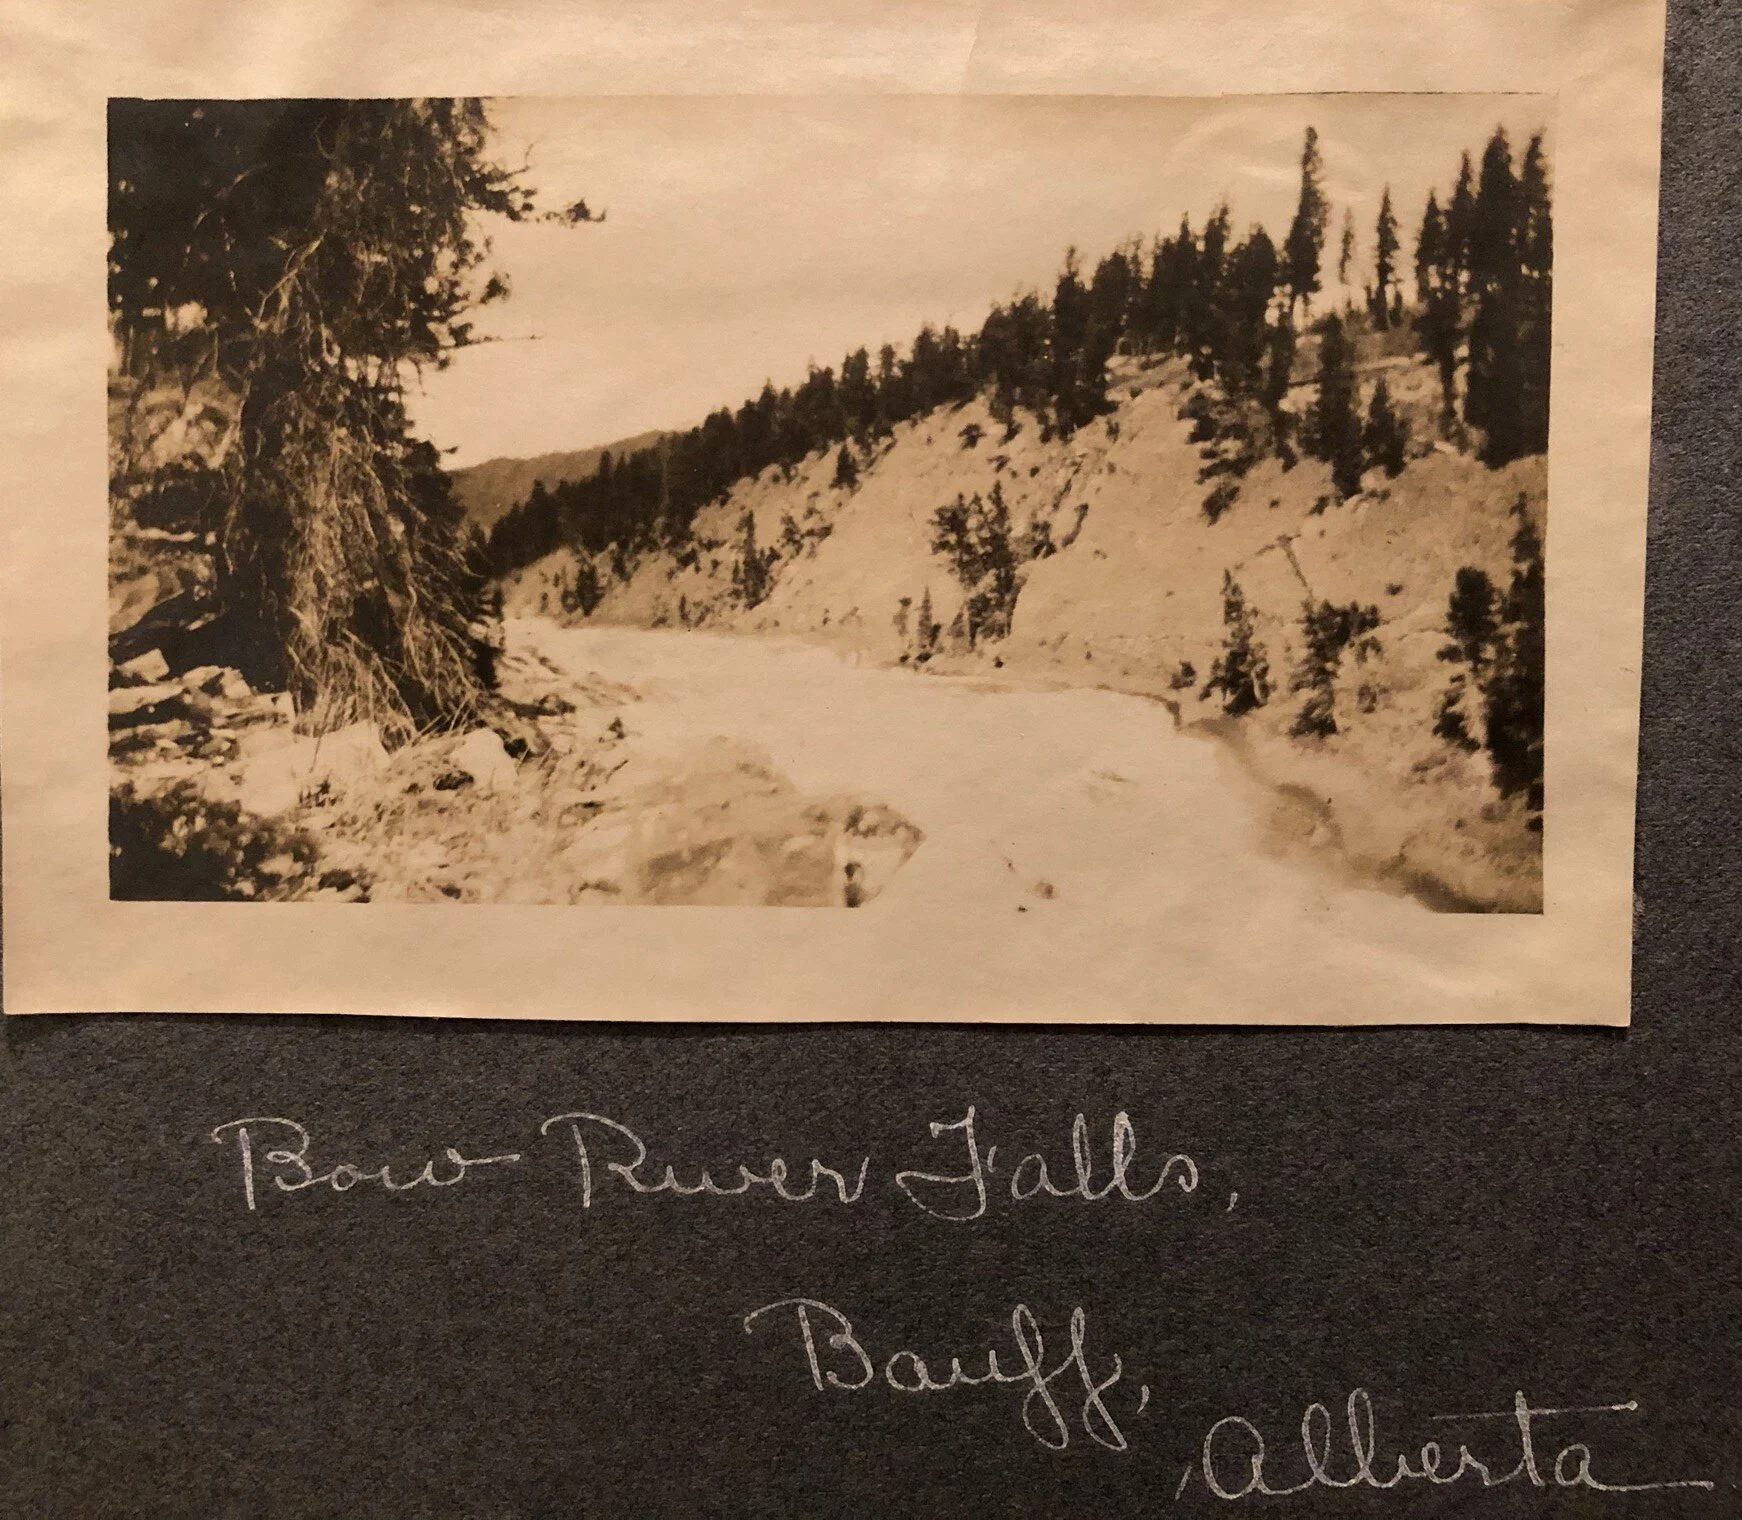 Bow River Falls,
Banff,
Alberta